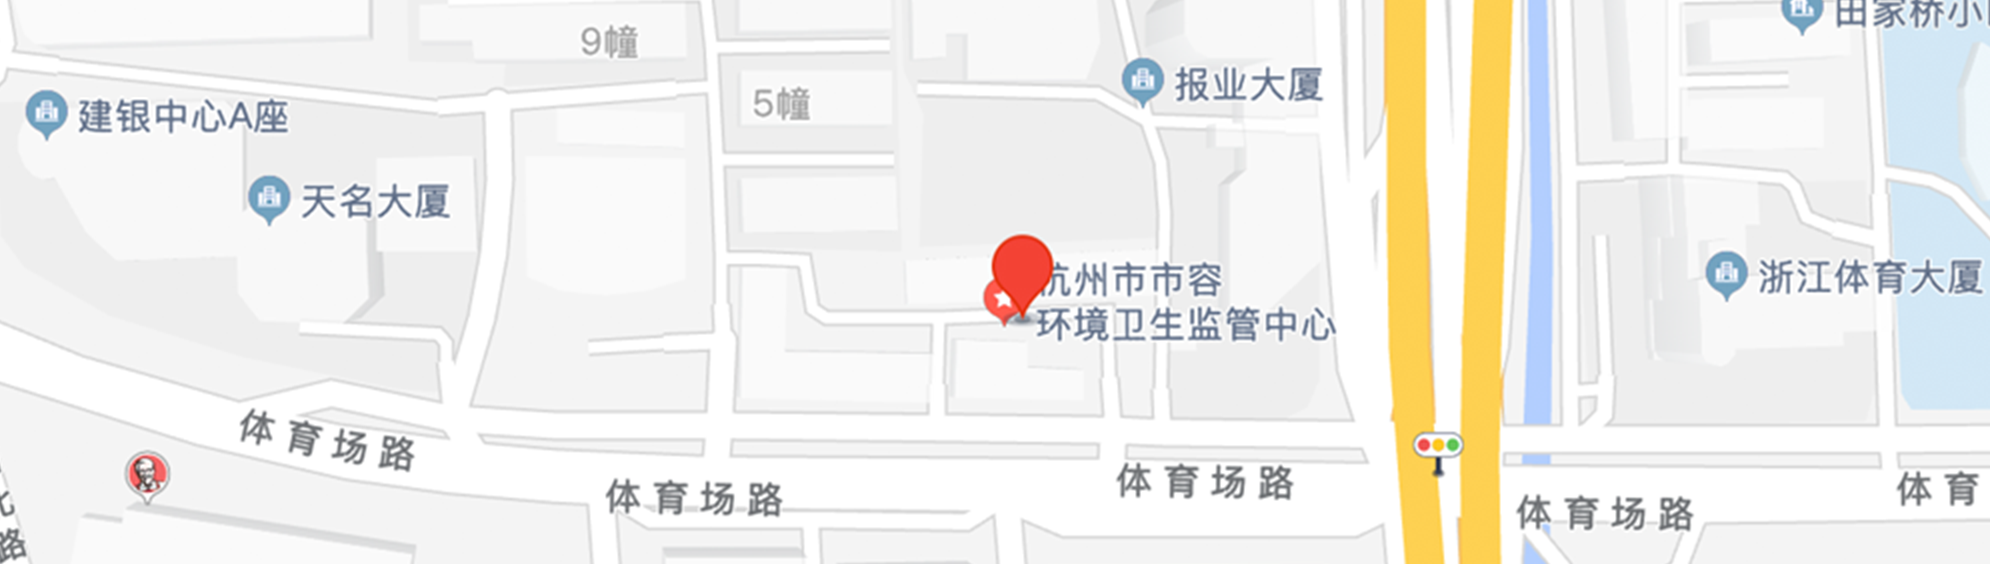 田家桥小
9幢
报业大厦
5幢
建银中心A座
天名大厦
杭州市市容
环境卫生监管中心
浙江体育大厦
体育场路
体育场路
体育场路
体育场路
体育
路